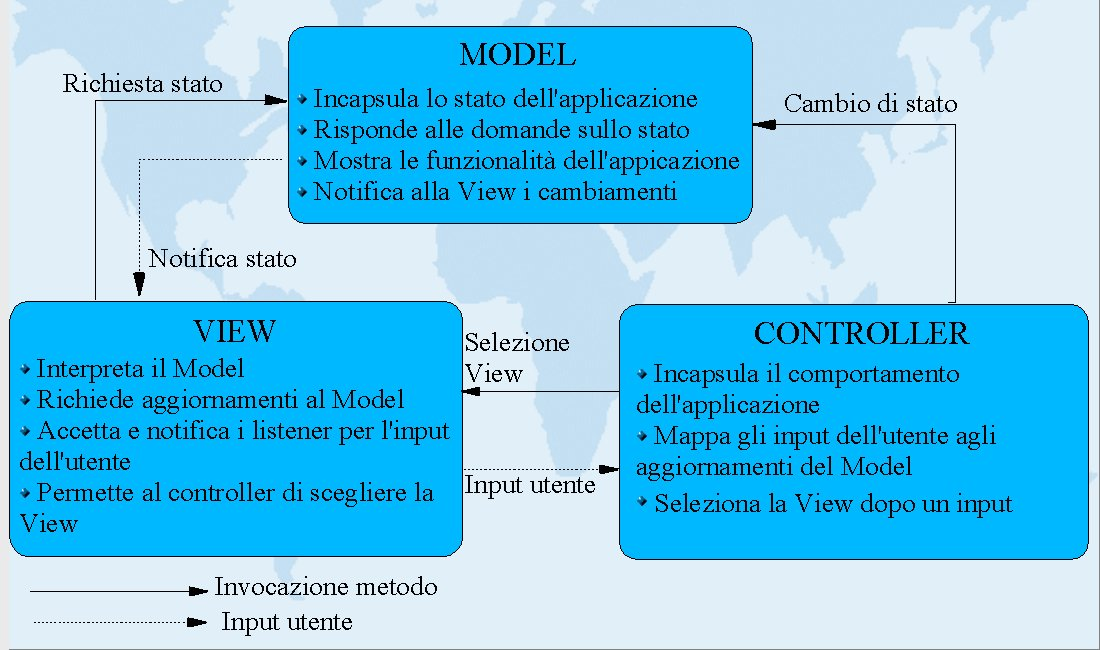 MODEL
Richiesta stato
Incapsula lo stato dell'applicazione
Cambio di stato
Risponde alle domande sullo stato
Mostra le funzionalità dell'appicazione
Notifica alla View i cambiamenti
Notifica stato
VIEW
Interpreta il Model
Richiede aggiornamenti al Model
Accetta e notifica i listener per l'input
dell'utente
Permette al controller di scegliere la
View
Selezione
View
Input utente
CONTROLLER
Incapsula il comportamento
dell'applicazione
Mappa gli input dell'utente agli
aggiornamenti del Model
Seleziona la View dopo un input
Invocazione metodo
Input utente